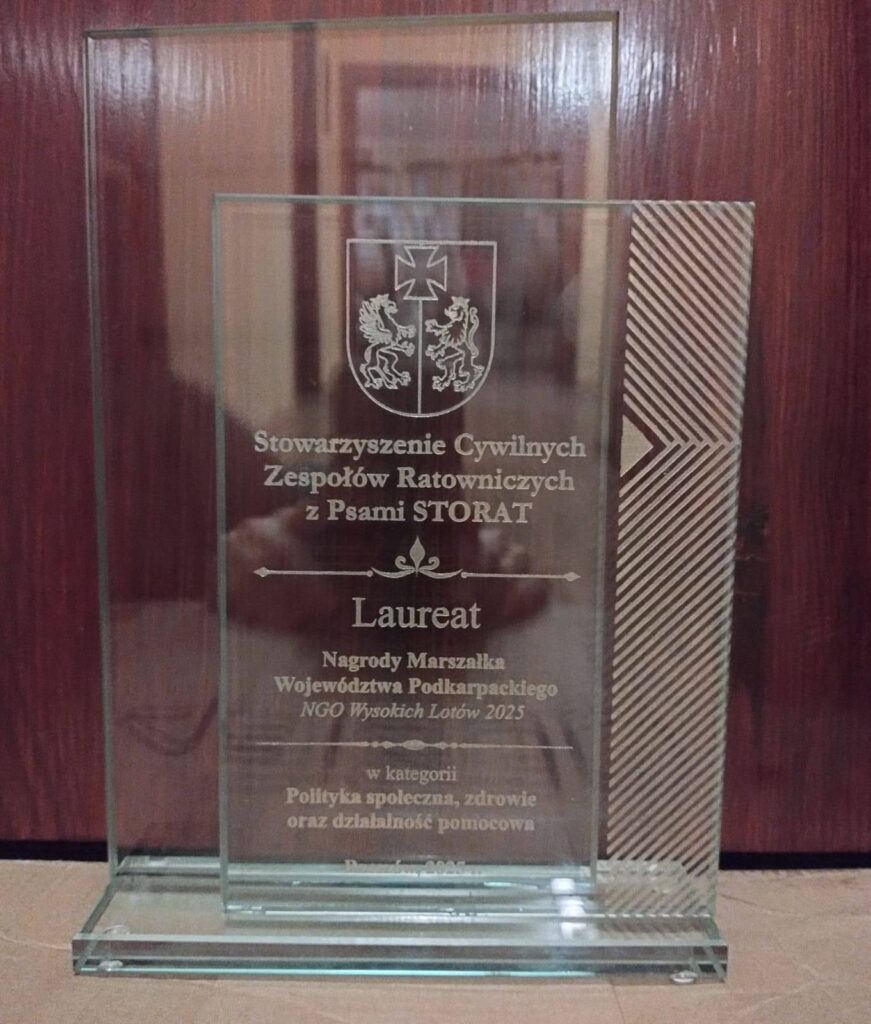 Stowarzyszenie Cywilnych
Zespołów Ratowniczych
z Psami STORAT
Laureat
Nagrody Marszałka
Województwa Podkarpackiego
NGO Wysokich Lotów 2025
w kategorii
Polityka społeczna, zdrowie
oraz działalność pomocowa
2025